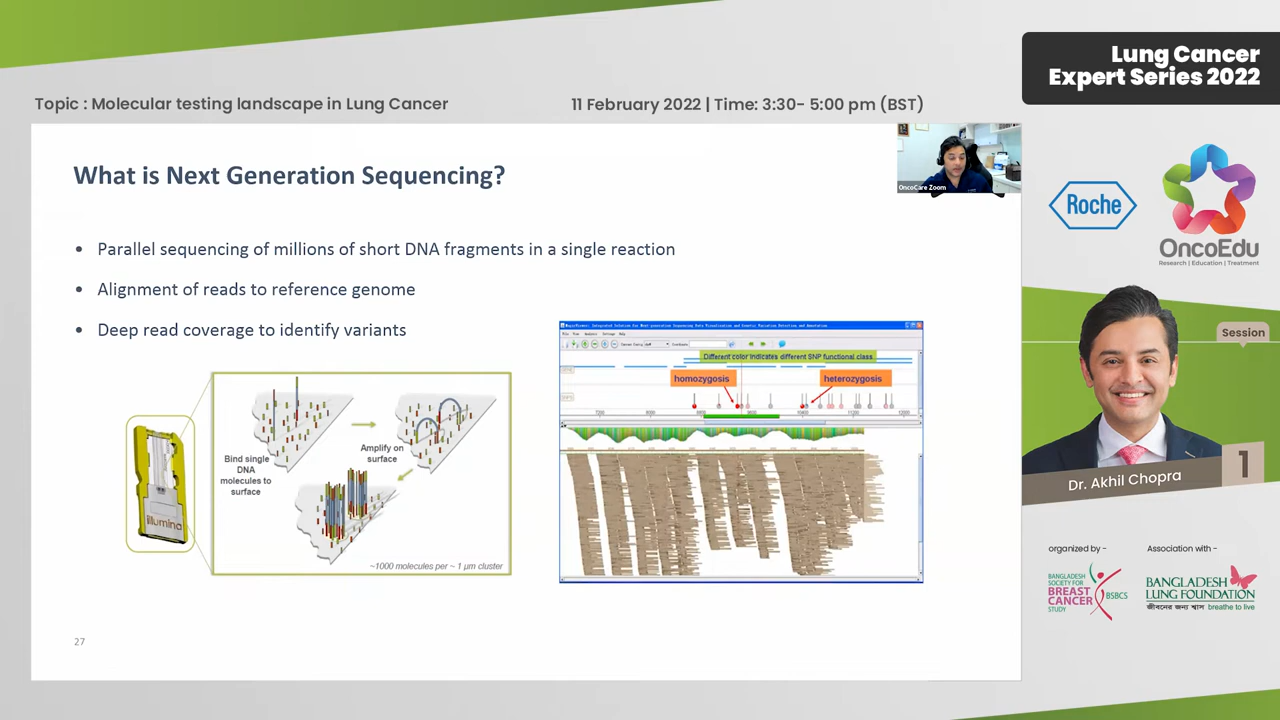 Lung Cancer
Expert Series 2022
Topic : Molecular testing landscape in Lung Cancer
11 February 2022 | Time: 3:30- 5:00 pm (BST)
What is Next Generation Sequencing?
OncoCare Zoom
• Parallel sequencing of millions of short DNA fragments in a single reaction
• Alignment of reads to reference genome
• Deep read coverage to identify variants
Bind single
DNA
molecules to
surface
Amplify on
surface
illumina
~1000 molecules per ~ 1 µm cluster
Different color indicates different SNP functional class
homozygosis
heterozygosis
27
Roche
OncoEdu
Research | Education | Treatment
Session
1
Dr. Akhil Chopra
organized by -
Association with -
BANGLADESH
SOCIETY FOR
BREAST
CANCER
STUDY
BSBCS
BANGLADESH
LUNG FOUNDATION
জীবনের জন্য শ্বাস breathe to live